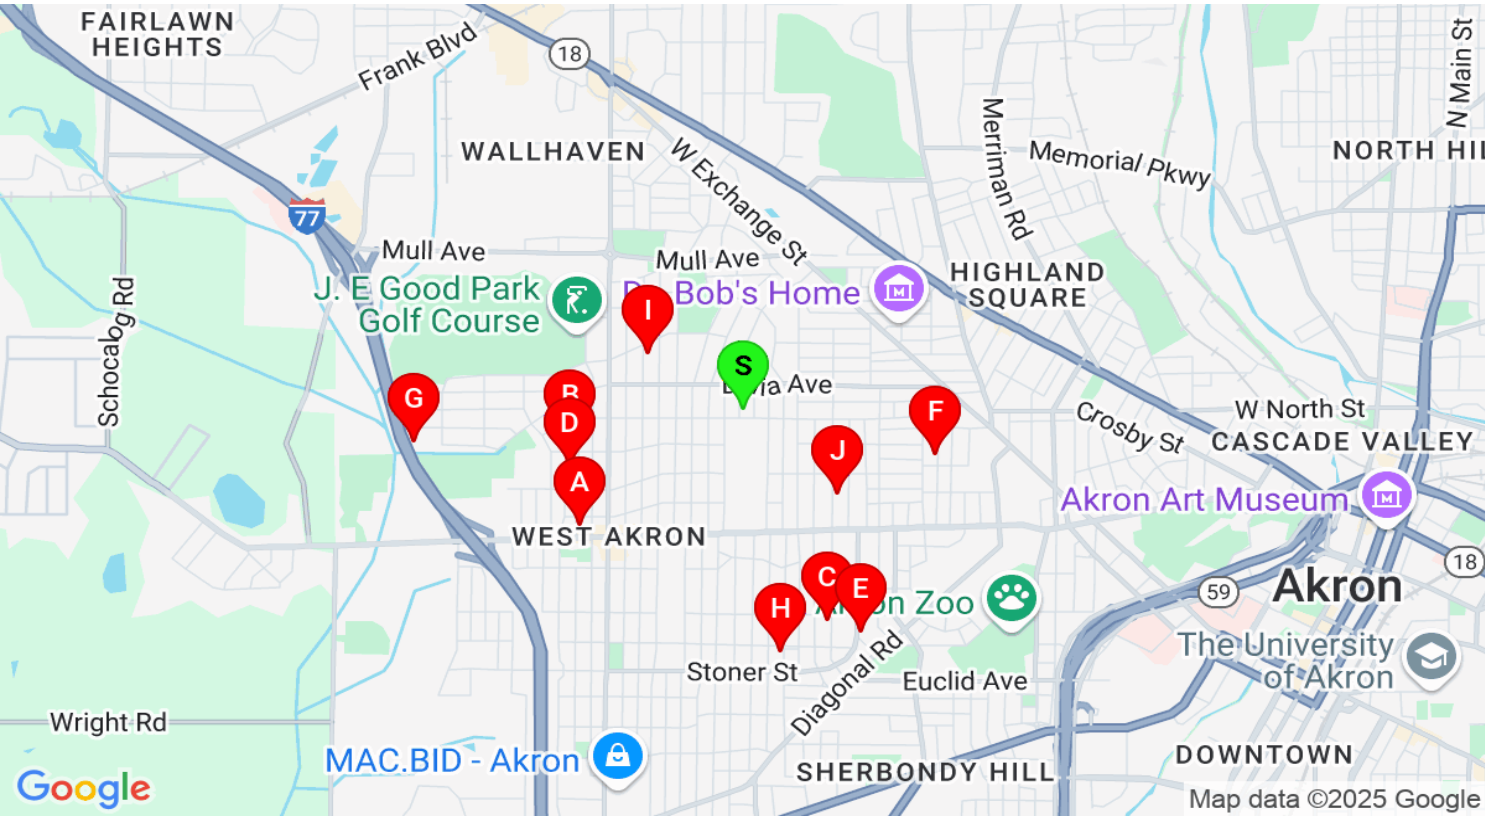 FAIRLAWN
HEIGHTS
Frank Blvd
18
N Main St
WALLHAVEN
W Exchange St
Merriman Rd
Memorial Pkwy
NORTH HIL
77
Mull Ave
Mull Ave
HIGHLAND
SQUARE
J. E Good Park
Golf Course
Bob's Home
I
S
Schocalog Rd
Ave
G
B
D
F
J
Crosby St
W North St
CASCADE VALLEY
A
Akron Art Museum
WEST AKRON
18
C
E
H
Zoo
59
Akron
Stoner St
Diagonal Rd
Euclid Ave
The University
of Akron
Wright Rd
MAC.BID - Akron
SHERBONDY HILL
DOWNTOWN
Google
Map data ©2025 Google